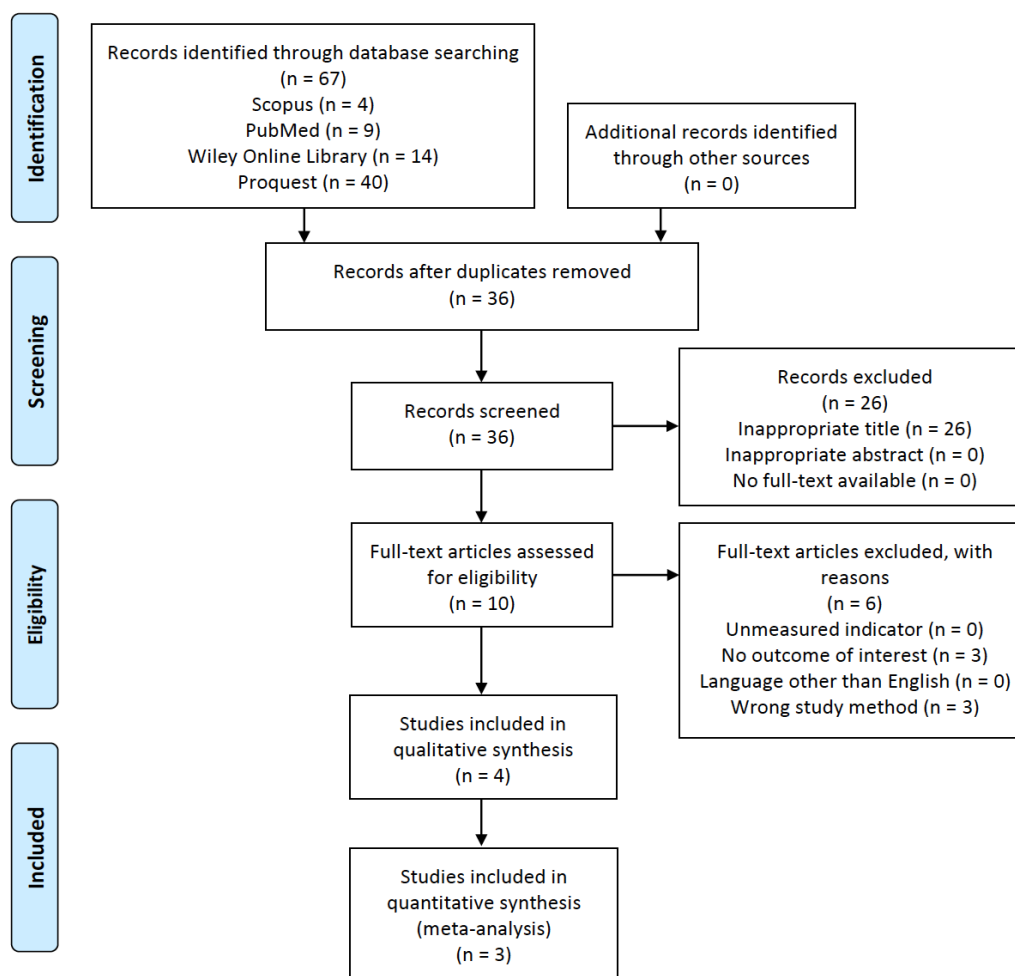 Identification
Records identified through database searching
(n = 67)
Scopus (n = 4)
PubMed (n = 9)
Wiley Online Library (n = 14)
Proquest (n = 40)
Additional records identified
through other sources
(n = 0)
Screening
Records after duplicates removed
(n = 36)
Records screened
(n = 36)
Records excluded
(n = 26)
Inappropriate title (n = 26)
Inappropriate abstract (n = 0)
No full-text available (n = 0)
Eligibility
Full-text articles assessed
for eligibility
(n = 10)
Full-text articles excluded, with
reasons
(n = 6)
Unmeasured indicator (n = 0)
No outcome of interest (n = 3)
Language other than English (n = 0)
Wrong study method (n = 3)
Studies included in
qualitative synthesis
(n = 4)
Included
Studies included in
quantitative synthesis
(meta-analysis)
(n = 3)